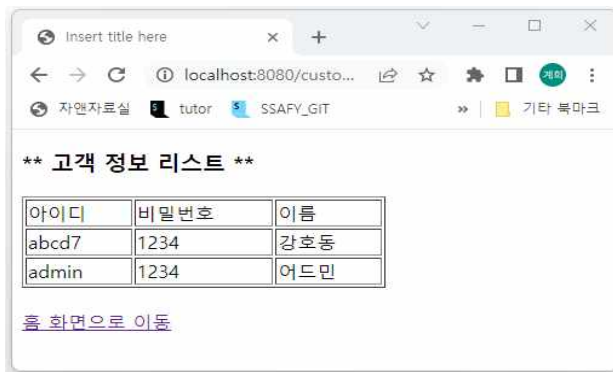 Insert title here
localhost:8080/custo...
계희
자앤자료실 tutor SSAFY_GIT » 기타 북마크
** 고객 정보 리스트 **
아이디 비밀번호 이름
abcd7 1234 강호동
admin 1234 어드민
홈 화면으로 이동